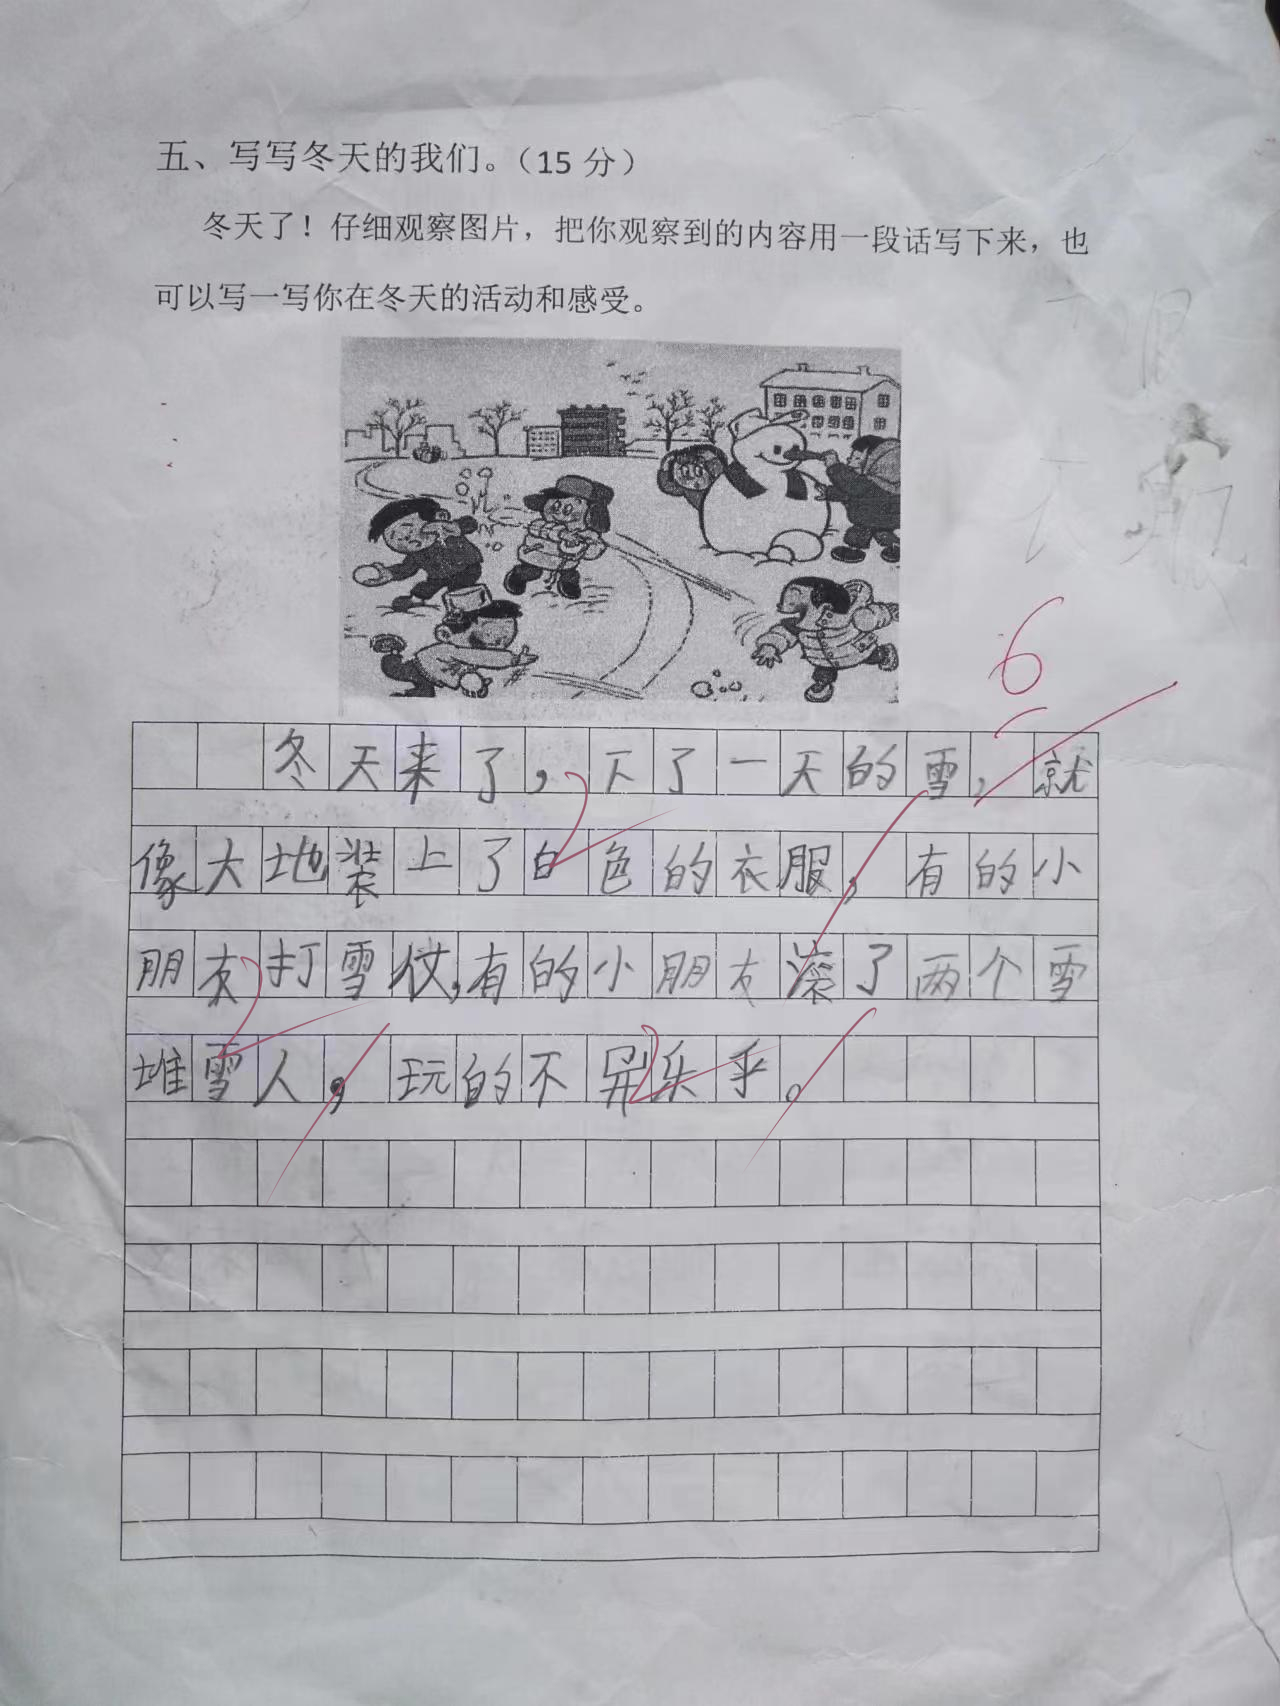 五、写写冬天的我们。（15 分）
冬天了！仔细观察图片，把你观察到的内容用一段话写下来，也
可以写一写你在冬天的活动和感受。
6
冬天来了，下了一天的雪，就
像大地装上了白色的衣服，有的小
朋友打雪仗，有的小朋友滚了两个雪
堆雪人，玩的不乐乎。